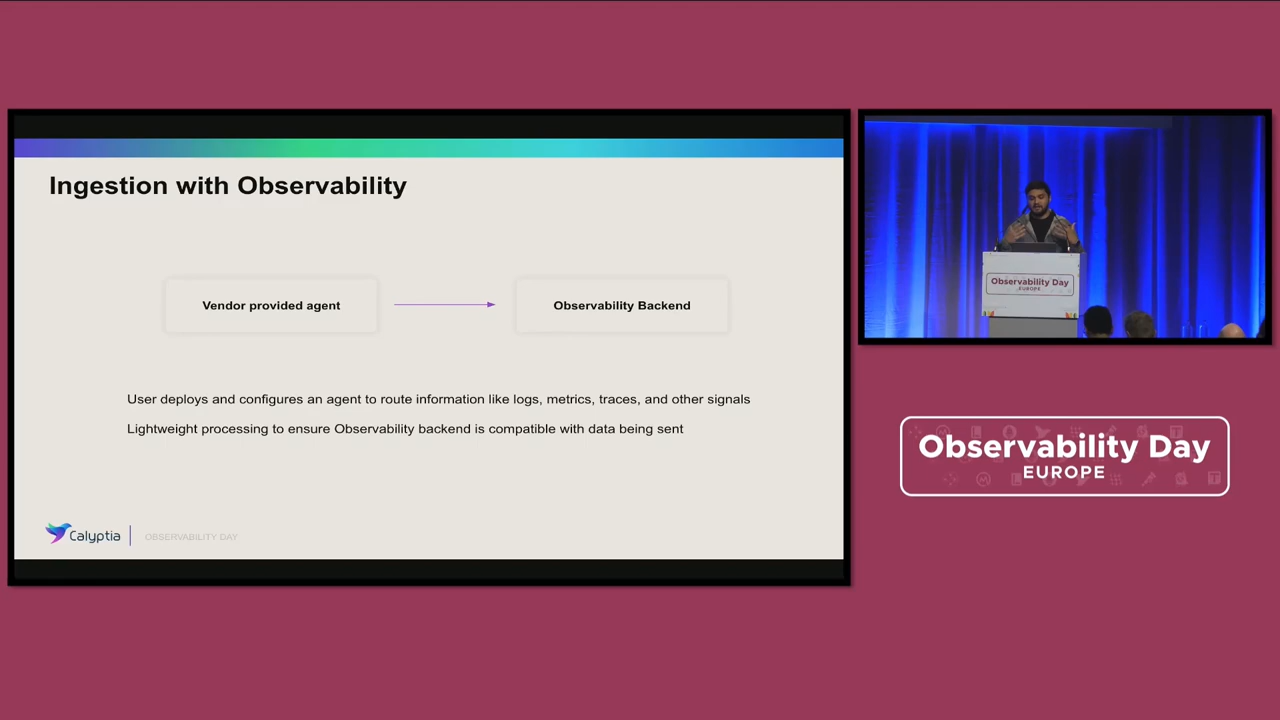 Ingestion with Observability
Vendor provided agent
Observability Backend
User deploys and configures an agent to route information like logs, metrics, traces, and other signals
Lightweight processing to ensure Observability backend is compatible with data being sent
Calyptia
OBSERVABILITY DAY
Observability Day
EUROPE
Observability Day
EUROPE